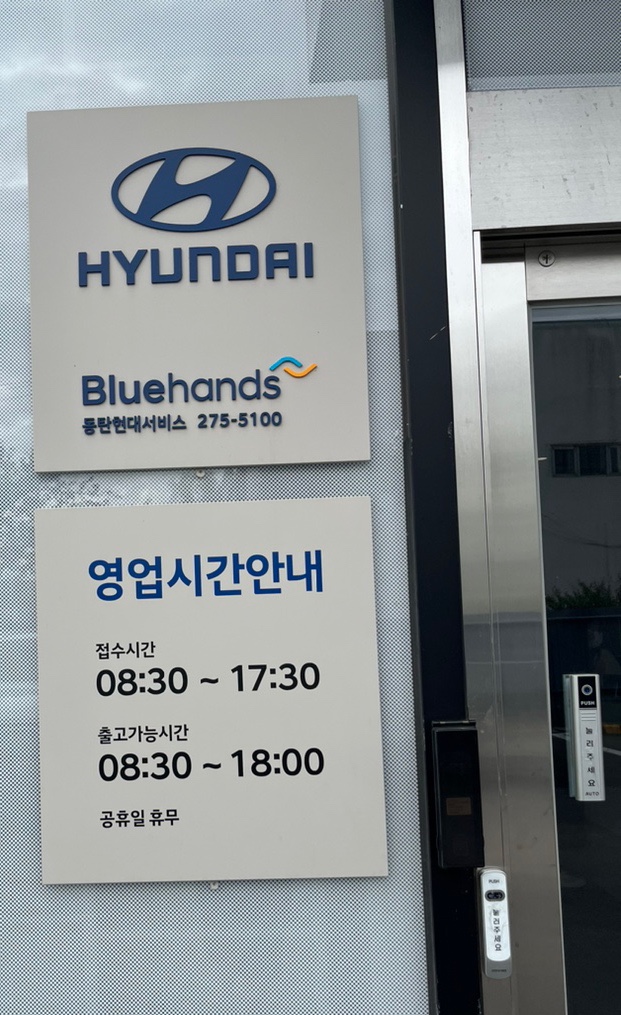 HYUNDAI
Bluehands
동탄현대서비스 275-5100
영업시간안내
접수시간
08:30 ~ 17:30
출고가능시간
08:30 ~ 18:00
공휴일 휴무
PUSH
눌러주세요
AUTO
PUSH
눌러주세요